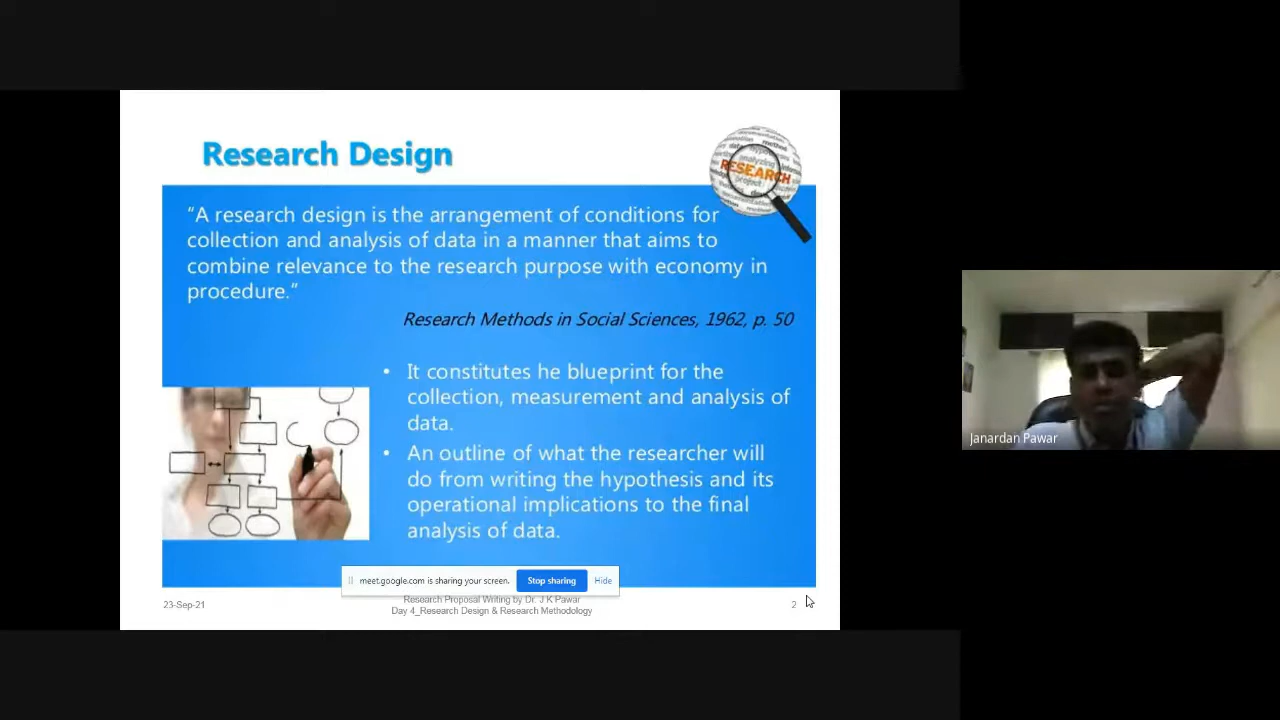 Research Design
RESEARCH
“A research design is the arrangement of conditions for
collection and analysis of data in a manner that aims to
combine relevance to the research purpose with economy in
procedure.”
Research Methods in Social Sciences, 1962, p. 50
• It constitutes he blueprint for the
collection, measurement and analysis of
data.
• An outline of what the researcher will
do from writing the hypothesis and its
operational implications to the final
analysis of data.
meet.google.com is sharing your screen.
Stop sharing
Hide
23-Sep-21
Research Proposal Writing by Dr. J K Pawar
Day 4_Research Design & Research Methodology
2
Janardan Pawar